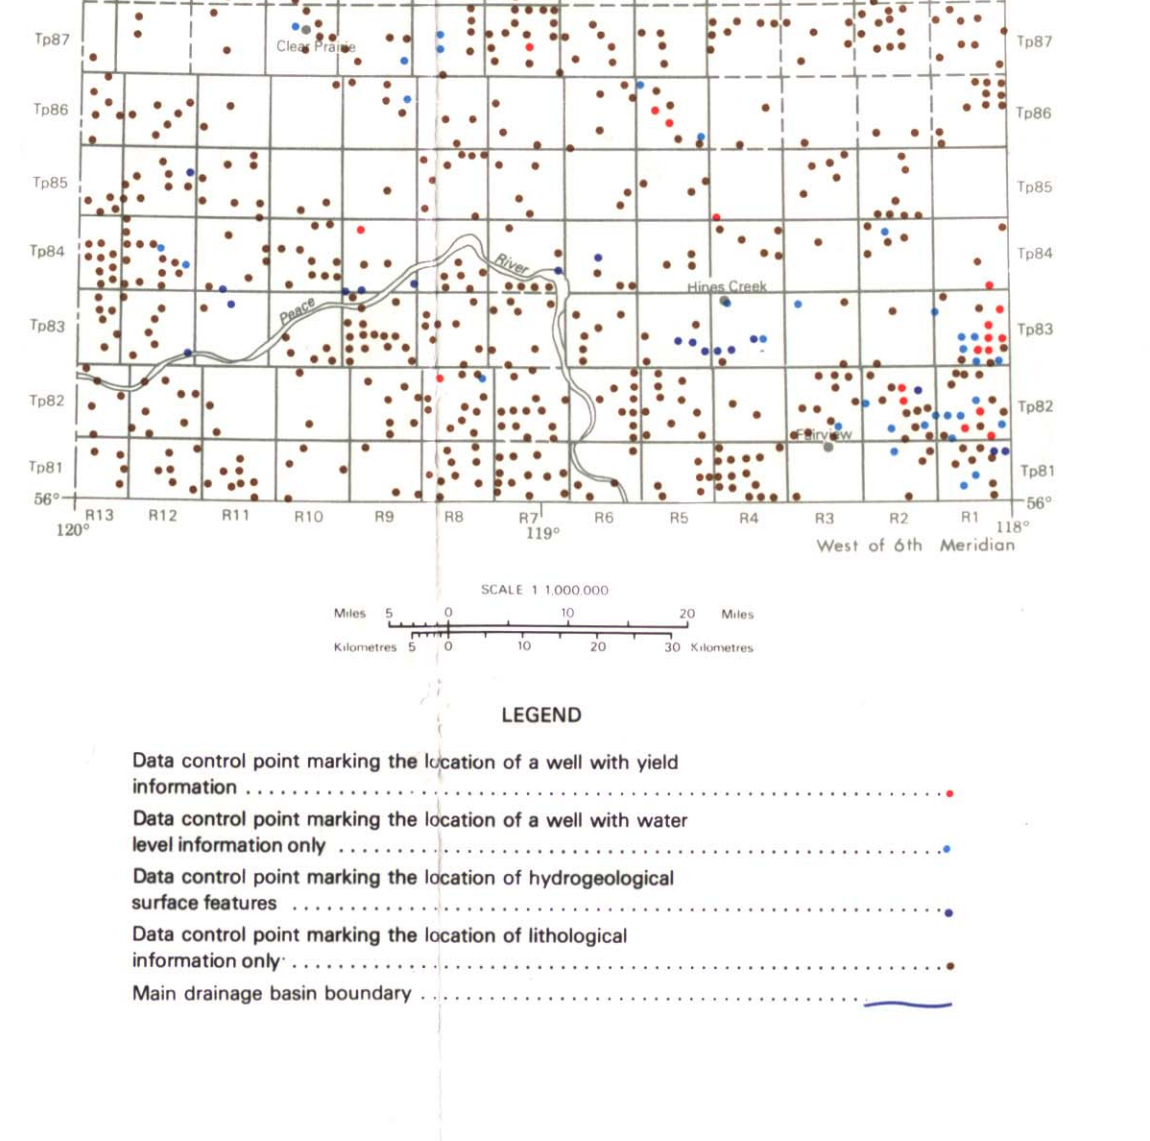 Tp87 Clear Prairie Tp87
Tp86 Tp86
Tp85 Tp85
Tp84 River Tp84
Hines Creek
Peace
Tp83 Tp83
Tp82 Tp82
Fairview
Tp81 Tp81
56° 56°
R13 R12 R11 R10 R9 R8 R7 R6 R5 R4 R3 R2 R1
120° 119° 118°
West of 6th Meridian
SCALE 1 1,000,000
Miles 5 0 10 20 Miles
Kilometres 5 0 10 20 30 Kilometres
LEGEND
Data control point marking the location of a well with yield
information
Data control point marking the location of a well with water
level information only
Data control point marking the location of hydrogeological
surface features
Data control point marking the location of lithological
information only
Main drainage basin boundary